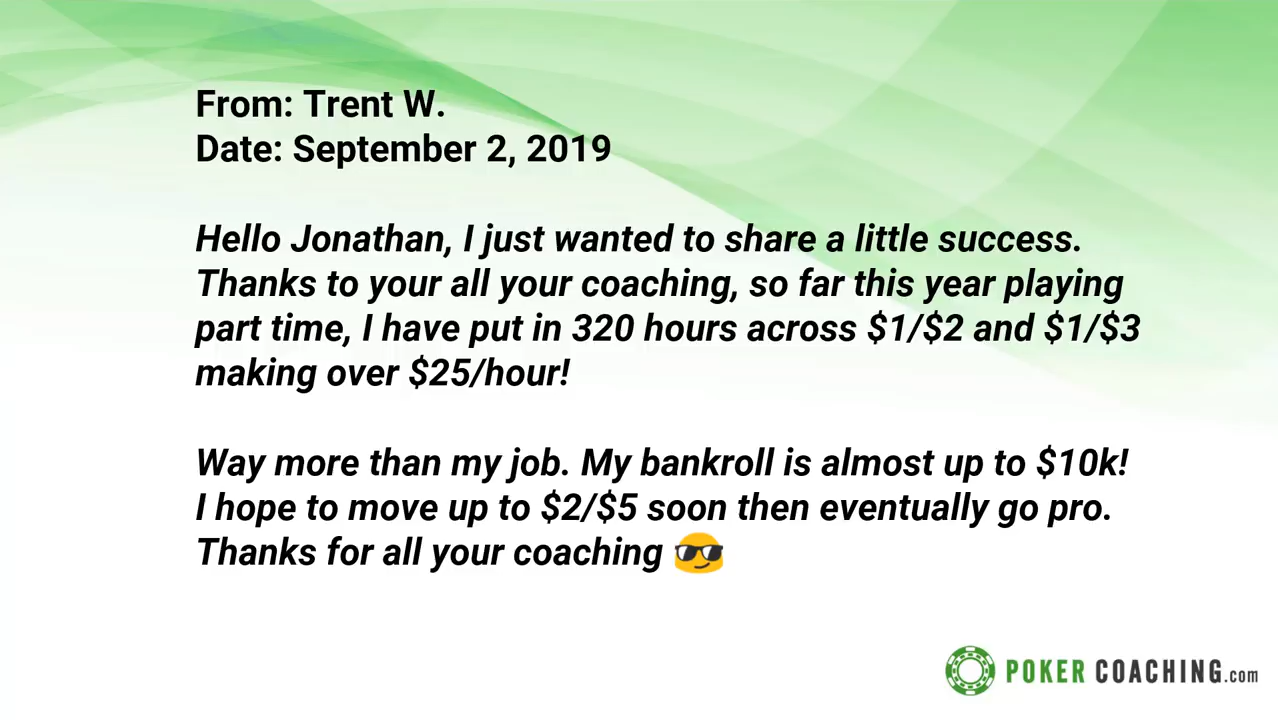 From: Trent W.
Date: September 2, 2019
Hello Jonathan, I just wanted to share a little success.
Thanks to your all your coaching, so far this year playing
part time, I have put in 320 hours across $1/$2 and $1/$3
making over $25/hour!
Way more than my job. My bankroll is almost up to $10k!
I hope to move up to $2/$5 soon then eventually go pro.
Thanks for all your coaching 😎
POKER COACHING.com